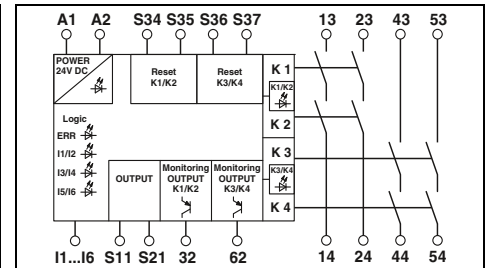 A1 A2 S34 S35 S36 S37 13 23 43 53
POWER
24V DC
Reset
K1/K2
Reset
K3/K4
K 1
K1/K2
K 2
Logic
ERR
I1/I2
I3/I4
I5/I6
OUTPUT
Monitoring
OUTPUT
K1/K2
Monitoring
OUTPUT
K3/K4
K 3
K3/K4
K 4
I1...I6 S11 S21 32 62 14 24 44 54